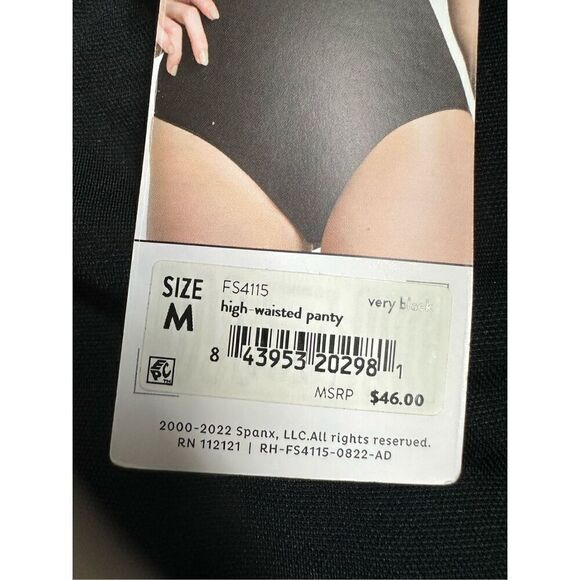 SIZE
M
FS4115
high-waisted panty
very black
8 43953 20298 1
EPC
MSRP $46.00
2000-2022 Spanx, LLC.All rights reserved.
RN 112121 | RH-FS4115-0822-AD